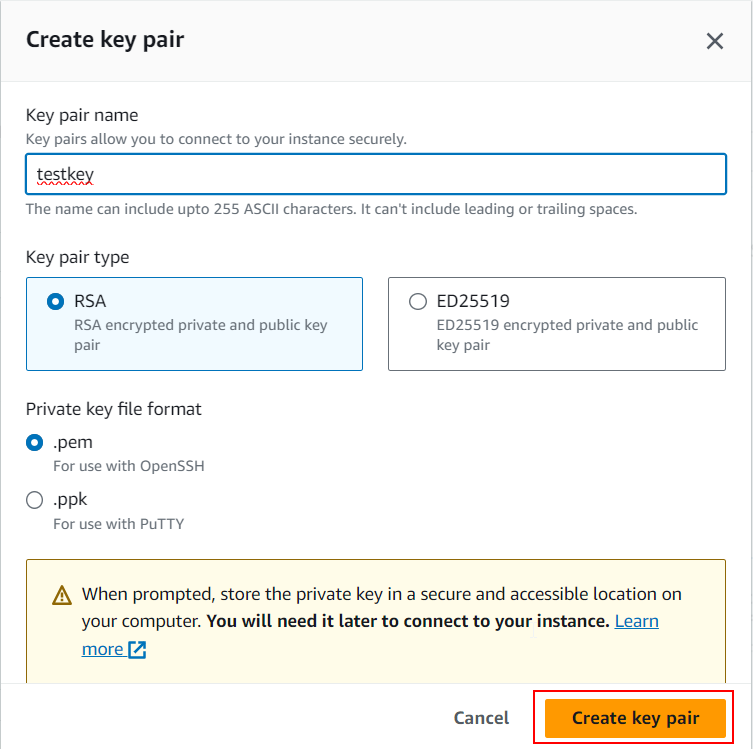 Create key pair
Key pair name
Key pairs allow you to connect to your instance securely.
testkey
The name can include upto 255 ASCII characters. It can't include leading or trailing spaces.
Key pair type
RSA
RSA encrypted private and public key
pair
ED25519
ED25519 encrypted private and public
key pair
Private key file format
.pem
For use with OpenSSH
.ppk
For use with PuTTY
When prompted, store the private key in a secure and accessible location on
your computer. You will need it later to connect to your instance. Learn
more
Cancel
Create key pair